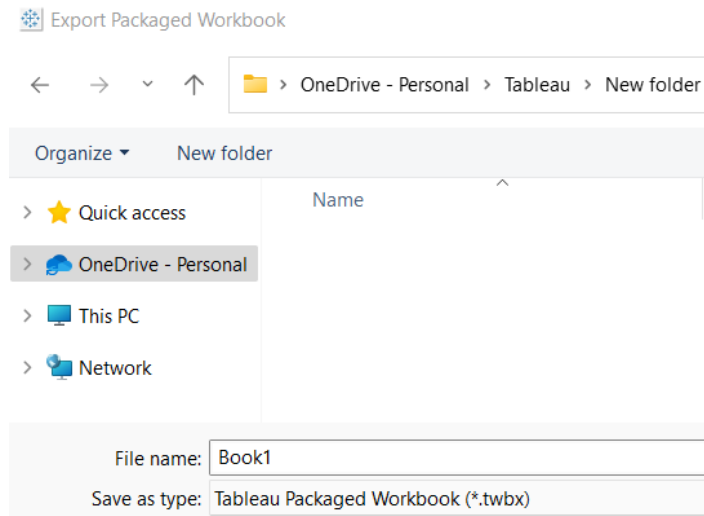 Export Packaged Workbook
OneDrive - Personal > Tableau > New folder
Organize New folder
Name
Quick access
OneDrive - Personal
This PC
Network
File name: Book1
Save as type: Tableau Packaged Workbook (*.twbx)